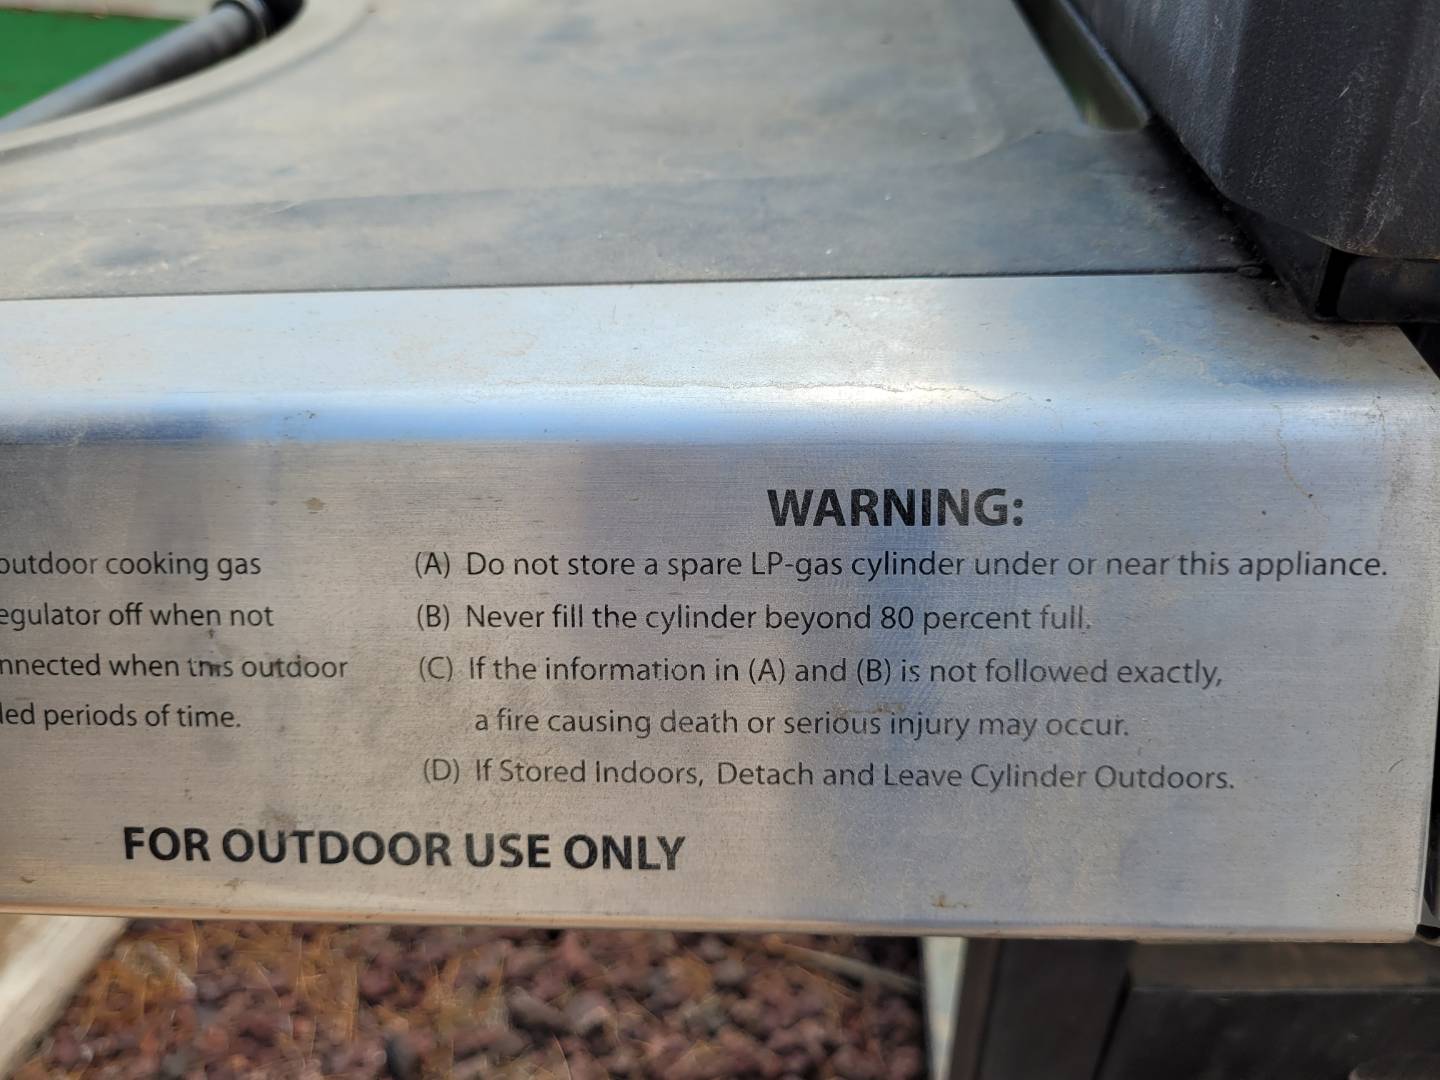 WARNING:
outdoor cooking gas
egulator off when not
nnected when this outdoor
led periods of time.
(A) Do not store a spare LP-gas cylinder under or near this appliance.
(B) Never fill the cylinder beyond 80 percent full.
(C) If the information in (A) and (B) is not followed exactly,
a fire causing death or serious injury may occur.
(D) If Stored Indoors, Detach and Leave Cylinder Outdoors.
FOR OUTDOOR USE ONLY